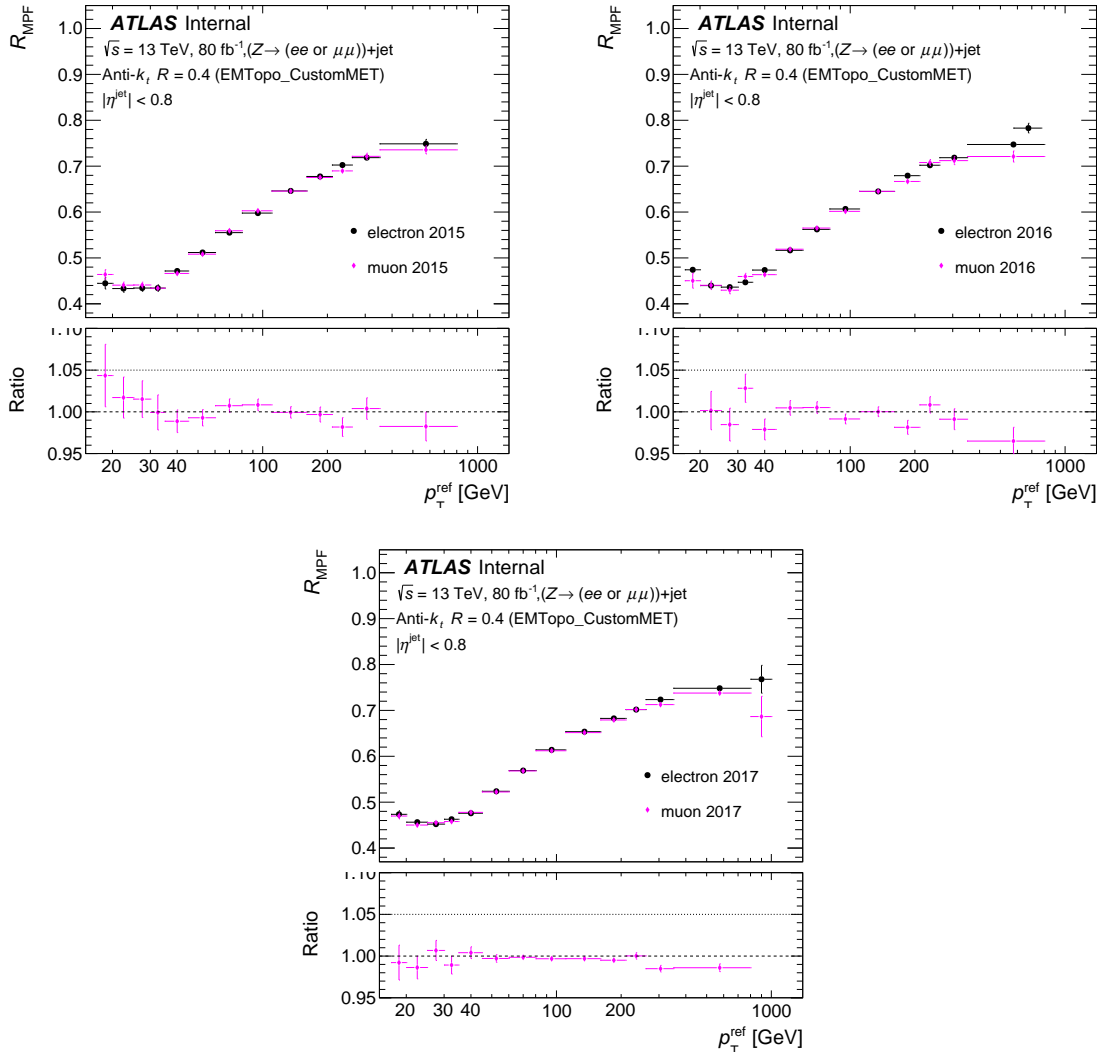 ATLAS Internal
√s = 13 TeV, 80 fb⁻¹,(Z→ (ee or μμ))+jet
Anti-kₜ R = 0.4 (EMTopo_CustomMET)
|ηʲᵉᵗ| < 0.8
R_MPF
1.0
0.9
0.8
0.7
0.6
0.5
0.4
electron 2015
muon 2015
Ratio
1.10
1.05
1.00
0.95
20 30 40 100 200 1000
p_T^ref [GeV]
ATLAS Internal
√s = 13 TeV, 80 fb⁻¹,(Z→ (ee or μμ))+jet
Anti-kₜ R = 0.4 (EMTopo_CustomMET)
|ηʲᵉᵗ| < 0.8
R_MPF
1.0
0.9
0.8
0.7
0.6
0.5
0.4
electron 2016
muon 2016
Ratio
1.10
1.05
1.00
0.95
20 30 40 100 200 1000
p_T^ref [GeV]
ATLAS Internal
√s = 13 TeV, 80 fb⁻¹,(Z→ (ee or μμ))+jet
Anti-kₜ R = 0.4 (EMTopo_CustomMET)
|ηʲᵉᵗ| < 0.8
R_MPF
1.0
0.9
0.8
0.7
0.6
0.5
0.4
electron 2017
muon 2017
Ratio
1.10
1.05
1.00
0.95
20 30 40 100 200 1000
p_T^ref [GeV]